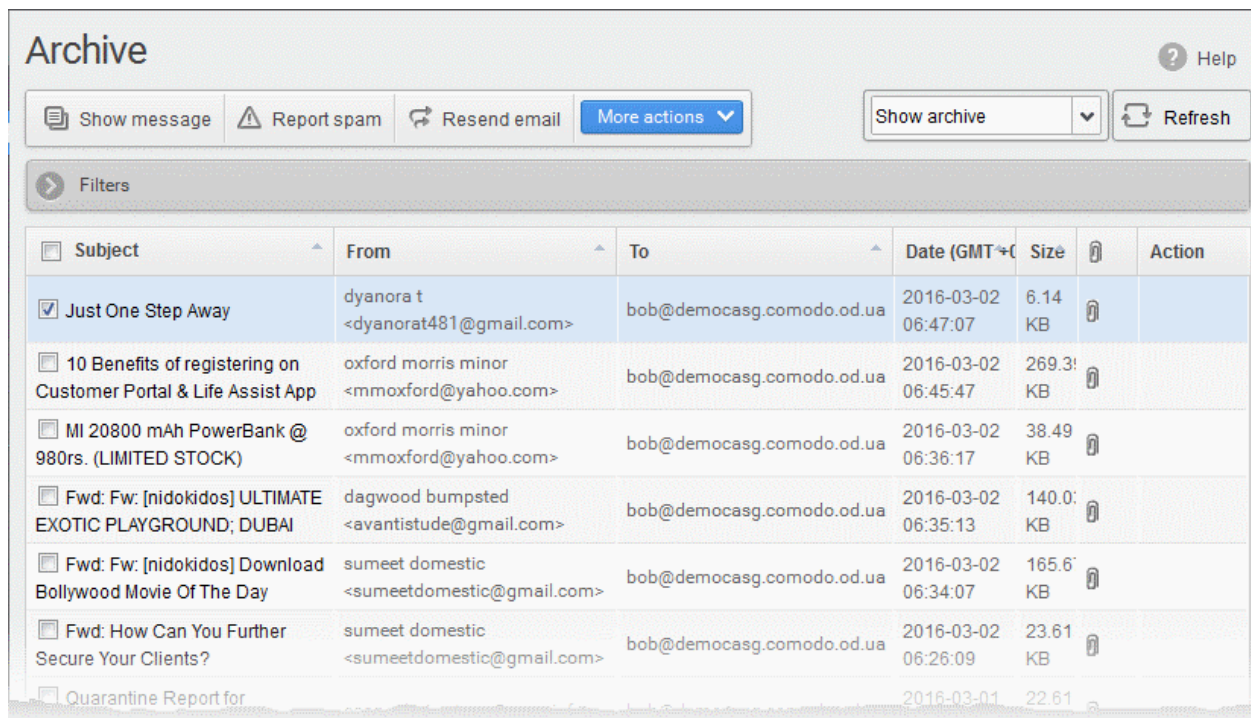 Archive
Help
Show message Report spam Resend email More actions Show archive Refresh
Filters
Subject From To Date (GMT +0 Size Action
Just One Step Away
dyanora t
<dyanorat481@gmail.com>
bob@democasg.comodo.od.ua
2016-03-02
06:47:07
6.14
KB
10 Benefits of registering on
Customer Portal & Life Assist App
oxford morris minor
<mmoxford@yahoo.com>
bob@democasg.comodo.od.ua
2016-03-02
06:45:47
269.39
KB
MI 20800 mAh PowerBank @
980rs. (LIMITED STOCK)
oxford morris minor
<mmoxford@yahoo.com>
bob@democasg.comodo.od.ua
2016-03-02
06:36:17
38.49
KB
Fwd: Fw: [nidokidos] ULTIMATE
EXOTIC PLAYGROUND; DUBAI
dagwood bumpsted
<avantistude@gmail.com>
bob@democasg.comodo.od.ua
2016-03-02
06:35:13
140.0
KB
Fwd: Fw: [nidokidos] Download
Bollywood Movie Of The Day
sumeet domestic
<sumeetdomestic@gmail.com>
bob@democasg.comodo.od.ua
2016-03-02
06:34:07
165.6
KB
Fwd: How Can You Further
Secure Your Clients?
sumeet domestic
<sumeetdomestic@gmail.com>
bob@democasg.comodo.od.ua
2016-03-02
06:26:09
23.61
KB
Quarantine Report for
2016-03-01
22.61